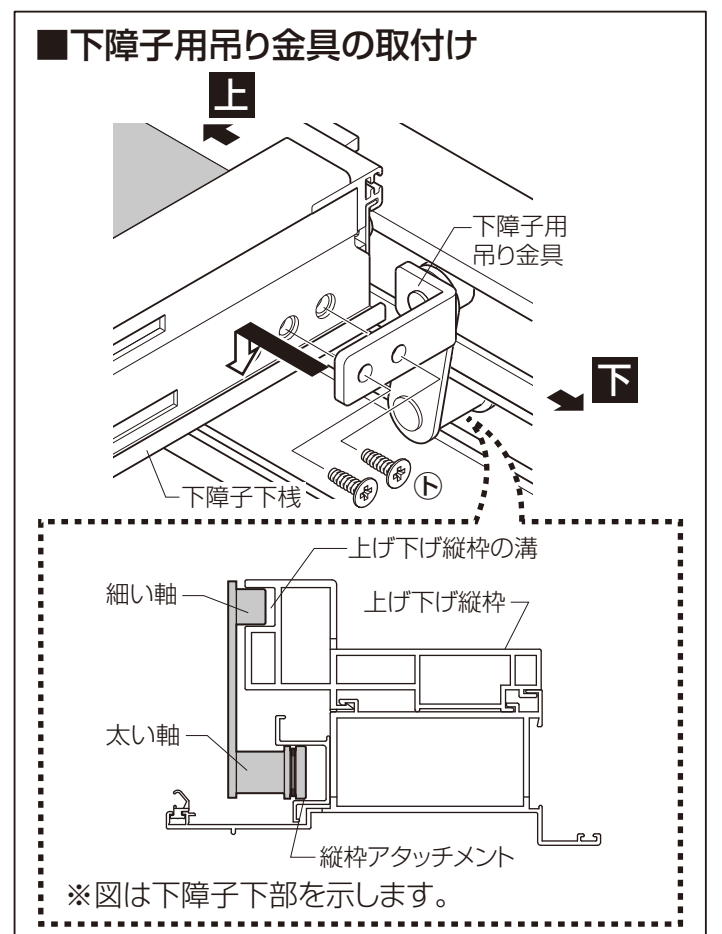 ■下障子用吊り金具の取付け
上
下障子用
吊り金具
下
㋣
下障子下桟
上げ下げ縦枠の溝
細い軸
上げ下げ縦枠
太い軸
縦枠アタッチメント
※図は下障子下部を示します。